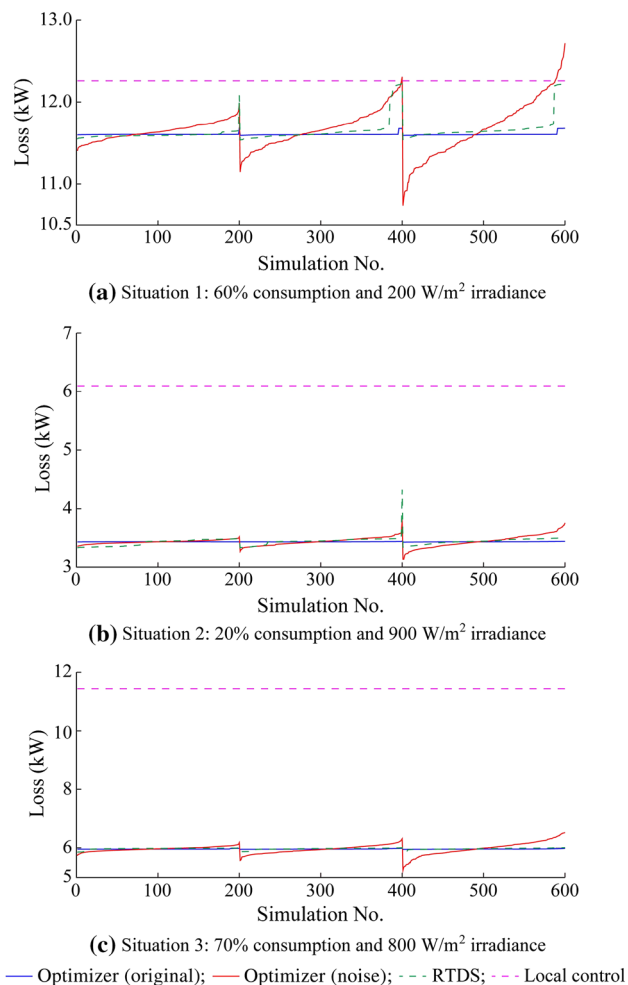 13.0
12.0
11.0
10.5
Loss (kW)
0 100 200 300 400 500 600
Simulation No.
(a) Situation 1: 60% consumption and 200 W/m² irradiance
7
6
5
4
3
Loss (kW)
0 100 200 300 400 500 600
Simulation No.
(b) Situation 2: 20% consumption and 900 W/m² irradiance
12
10
8
6
5
Loss (kW)
0 100 200 300 400 500 600
Simulation No.
(c) Situation 3: 70% consumption and 800 W/m² irradiance
Optimizer (original); Optimizer (noise); RTDS; Local control